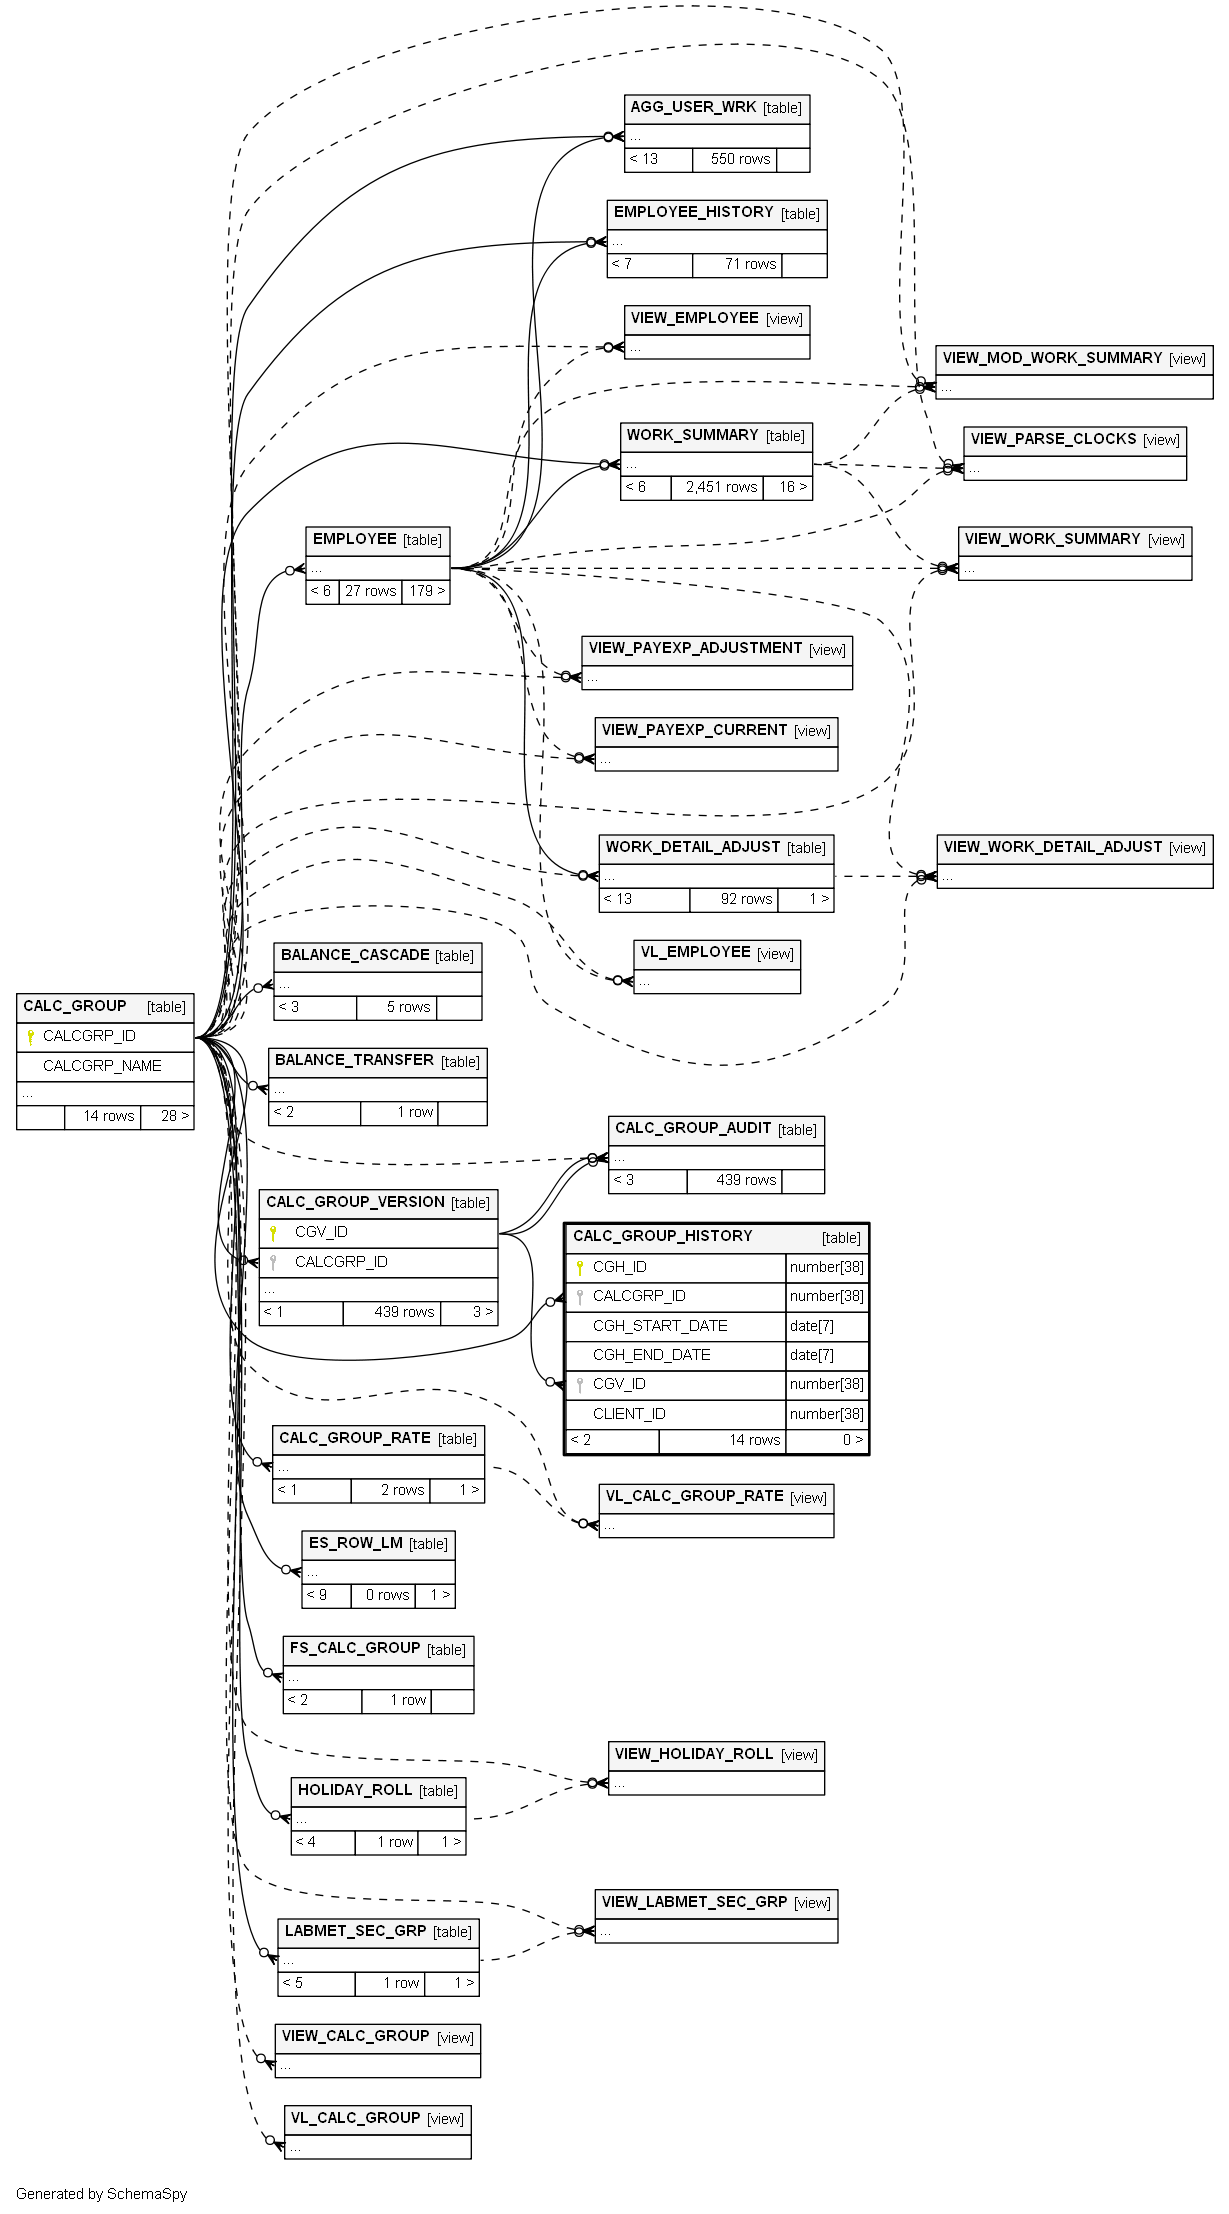 AGG_USER_WRK [table]
...
< 13 550 rows
EMPLOYEE_HISTORY [table]
...
< 7 71 rows
VIEW_EMPLOYEE [view]
...
VIEW_MOD_WORK_SUMMARY [view]
...
WORK_SUMMARY [table]
...
< 6 2,451 rows 16 >
VIEW_PARSE_CLOCKS [view]
...
EMPLOYEE [table]
...
< 6 27 rows 179 >
VIEW_WORK_SUMMARY [view]
...
VIEW_PAYEXP_ADJUSTMENT [view]
...
VIEW_PAYEXP_CURRENT [view]
...
WORK_DETAIL_ADJUST [table]
...
< 13 92 rows 1 >
VIEW_WORK_DETAIL_ADJUST [view]
...
VL_EMPLOYEE [view]
...
BALANCE_CASCADE [table]
...
< 3 5 rows
CALC_GROUP [table]
CALCGRP_ID
CALCGRP_NAME
...
14 rows 28 >
BALANCE_TRANSFER [table]
...
< 2 1 row
CALC_GROUP_AUDIT [table]
...
< 3 439 rows
CALC_GROUP_VERSION [table]
CGV_ID
CALCGRP_ID
...
< 1 439 rows 3 >
CALC_GROUP_HISTORY [table]
CGH_ID number[38]
CALCGRP_ID number[38]
CGH_START_DATE date[7]
CGH_END_DATE date[7]
CGV_ID number[38]
CLIENT_ID number[38]
< 2 14 rows 0 >
CALC_GROUP_RATE [table]
...
< 1 2 rows 1 >
VL_CALC_GROUP_RATE [view]
...
ES_ROW_LM [table]
...
< 9 0 rows 1 >
FS_CALC_GROUP [table]
...
< 2 1 row
VIEW_HOLIDAY_ROLL [view]
...
HOLIDAY_ROLL [table]
...
< 4 1 row 1 >
VIEW_LABMET_SEC_GRP [view]
...
LABMET_SEC_GRP [table]
...
< 5 1 row 1 >
VIEW_CALC_GROUP [view]
...
VL_CALC_GROUP [view]
...
Generated by SchemaSpy